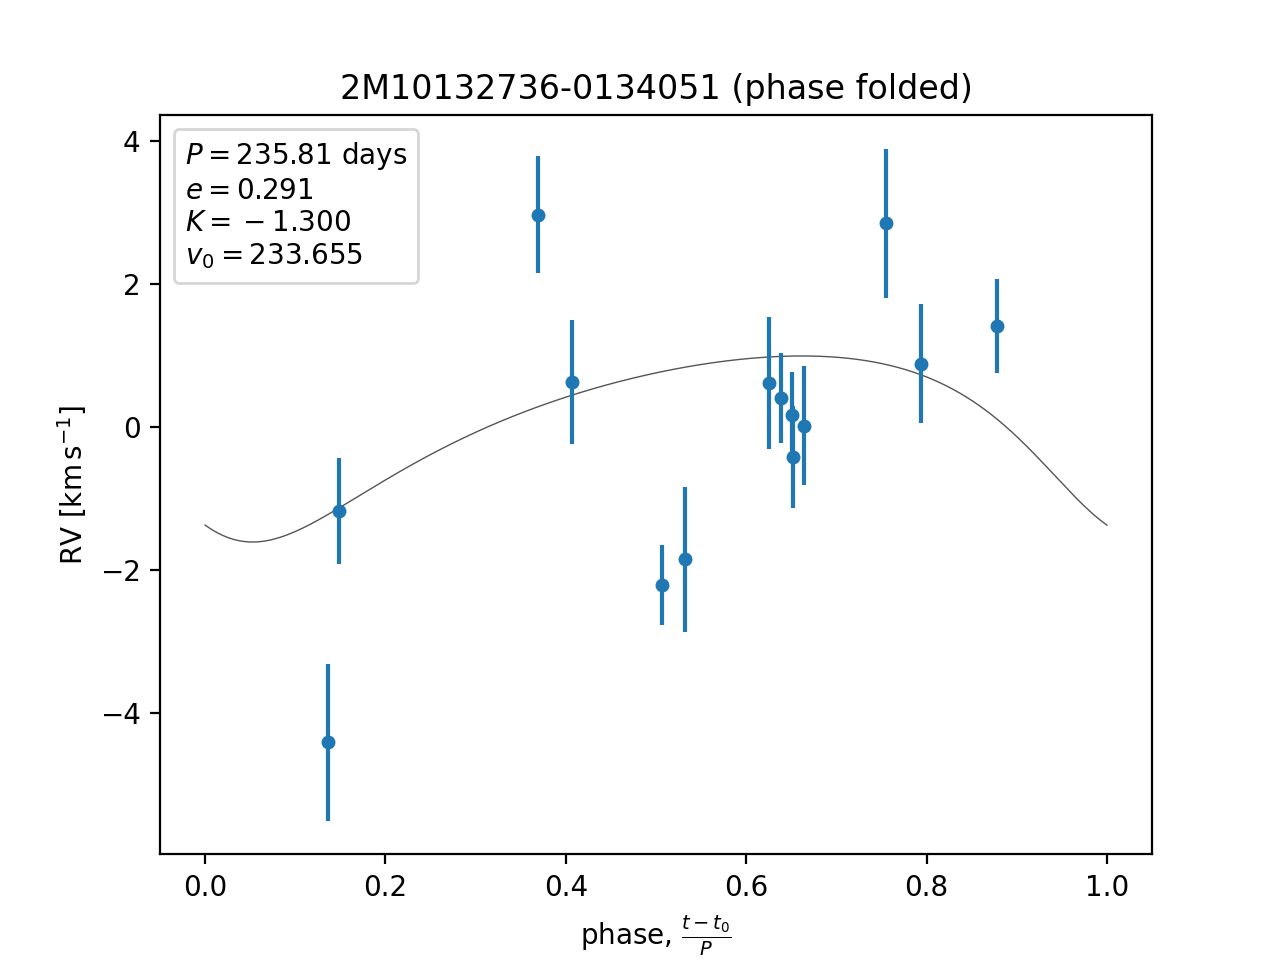 2M10132736-0134051 (phase folded)
P = 235.81 days
e = 0.291
K = −1.300
v₀ = 233.655
4
2
0
−2
−4
RV [km s⁻¹]
0.0 0.2 0.4 0.6 0.8 1.0
phase, (t − t₀)/P